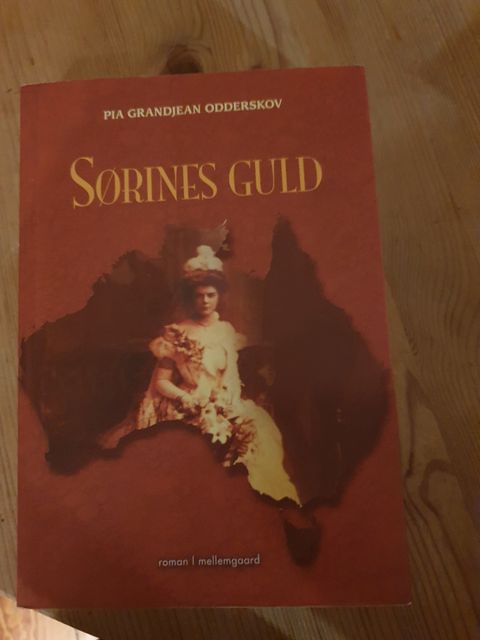 PIA GRANDJEAN ODDERSKOV
SØRINES GULD
roman | mellemgaard